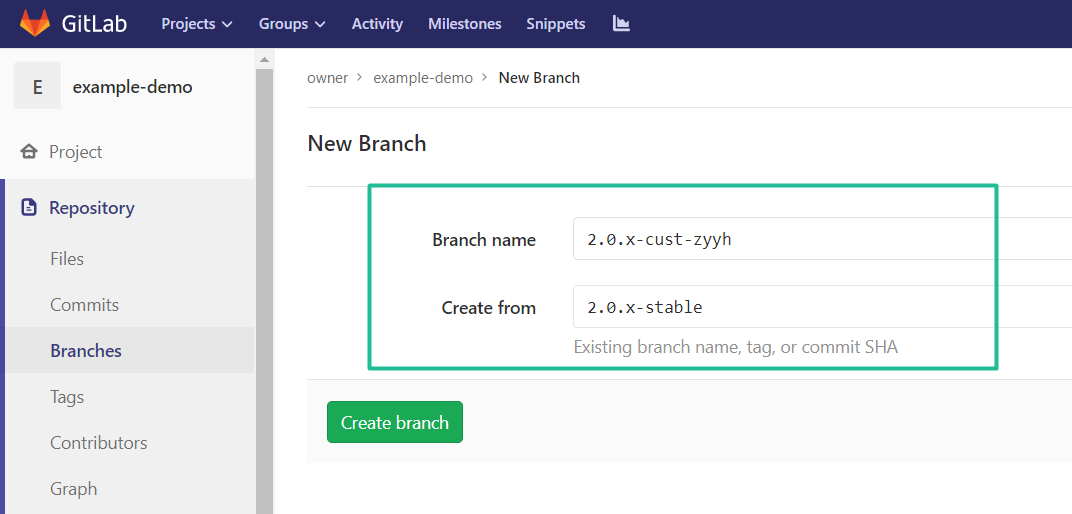 GitLab Projects Groups Activity Milestones Snippets
E example-demo
Project
Repository
Files
Commits
Branches
Tags
Contributors
Graph
owner > example-demo > New Branch
New Branch
Branch name 2.0.x-cust-zyyh
Create from 2.0.x-stable
Existing branch name, tag, or commit SHA
Create branch